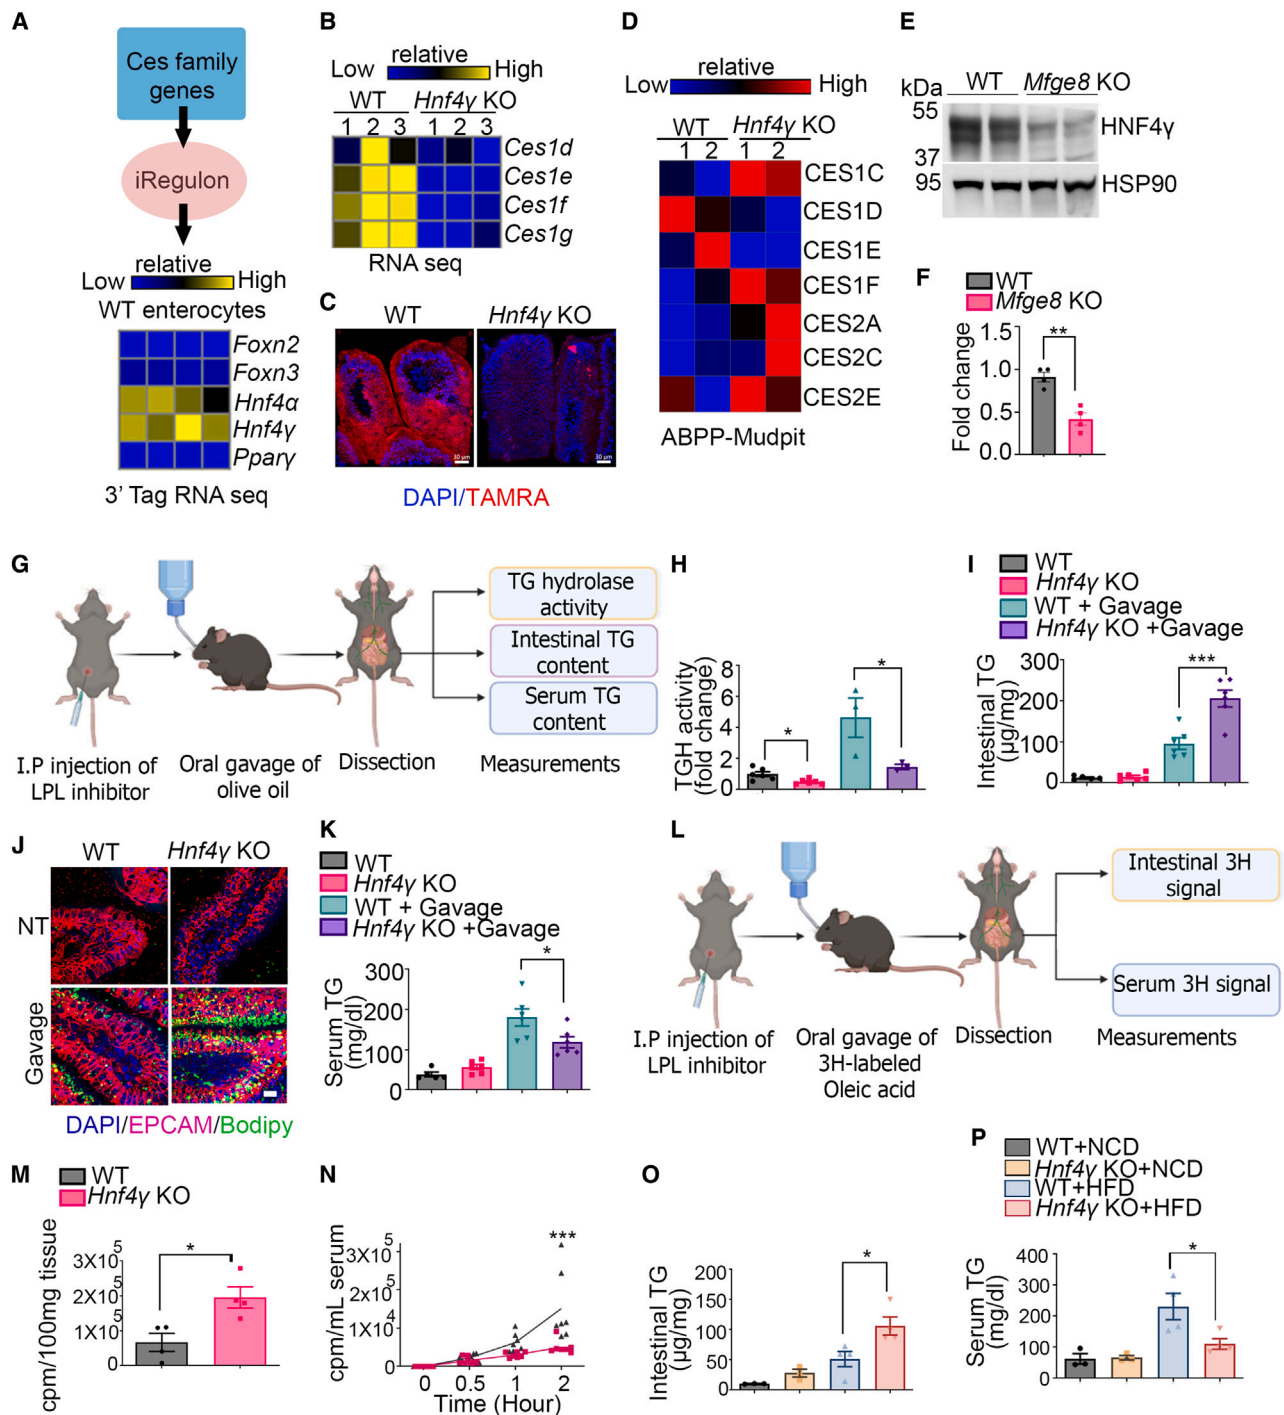 A
Ces family
genes
iRegulon
relative
Low High
WT enterocytes
Foxn2
Foxn3
Hnf4α
Hnf4γ
Pparγ
3' Tag RNA seq
B
relative
Low High
WT Hnf4γ KO
1 2 3 1 2 3
Ces1d
Ces1e
Ces1f
Ces1g
RNA seq
C
WT Hnf4γ KO
30 μm 30 μm
DAPI/TAMRA
D
relative
Low High
WT Hnf4γ KO
1 2 1 2
CES1C
CES1D
CES1E
CES1F
CES2A
CES2C
CES2E
ABPP-Mudpit
E
kDa WT Mfge8 KO
55
HNF4γ
37
95 HSP90
F
WT
Mfge8 KO
Fold change
1.5
1.0
0.5
0.0
**
G
I.P injection of
LPL inhibitor
Oral gavage of
olive oil
Dissection
TG hydrolase
activity
Intestinal TG
content
Serum TG
content
Measurements
H
TGH activity
(fold change)
8
6
4
2
0
*
*
I
WT
Hnf4γ KO
WT + Gavage
Hnf4γ KO +Gavage
Intestinal TG
(μg/mg)
300
200
100
0
***
J
WT Hnf4γ KO
NT
Gavage
DAPI/EPCAM/Bodipy
K
WT
Hnf4γ KO
WT + Gavage
Hnf4γ KO +Gavage
Serum TG
(mg/dl)
300
200
100
0
*
L
I.P injection of
LPL inhibitor
Oral gavage of
3H-labeled
Oleic acid
Dissection
Intestinal 3H
signal
Serum 3H signal
Measurements
M
WT
Hnf4γ KO
cpm/100mg tissue
3X10 5
2X10 5
1X10 5
0
*
N
cpm/mL serum
3X10 5
2X10 5
1X10 4
0
***
0 0.5 1 2
Time (Hour)
O
Intestinal TG
(μg/mg)
200
150
100
50
0
*
P
WT+NCD
Hnf4γ KO+NCD
WT+HFD
Hnf4γ KO+HFD
Serum TG
(mg/dl)
400
300
200
100
0
*